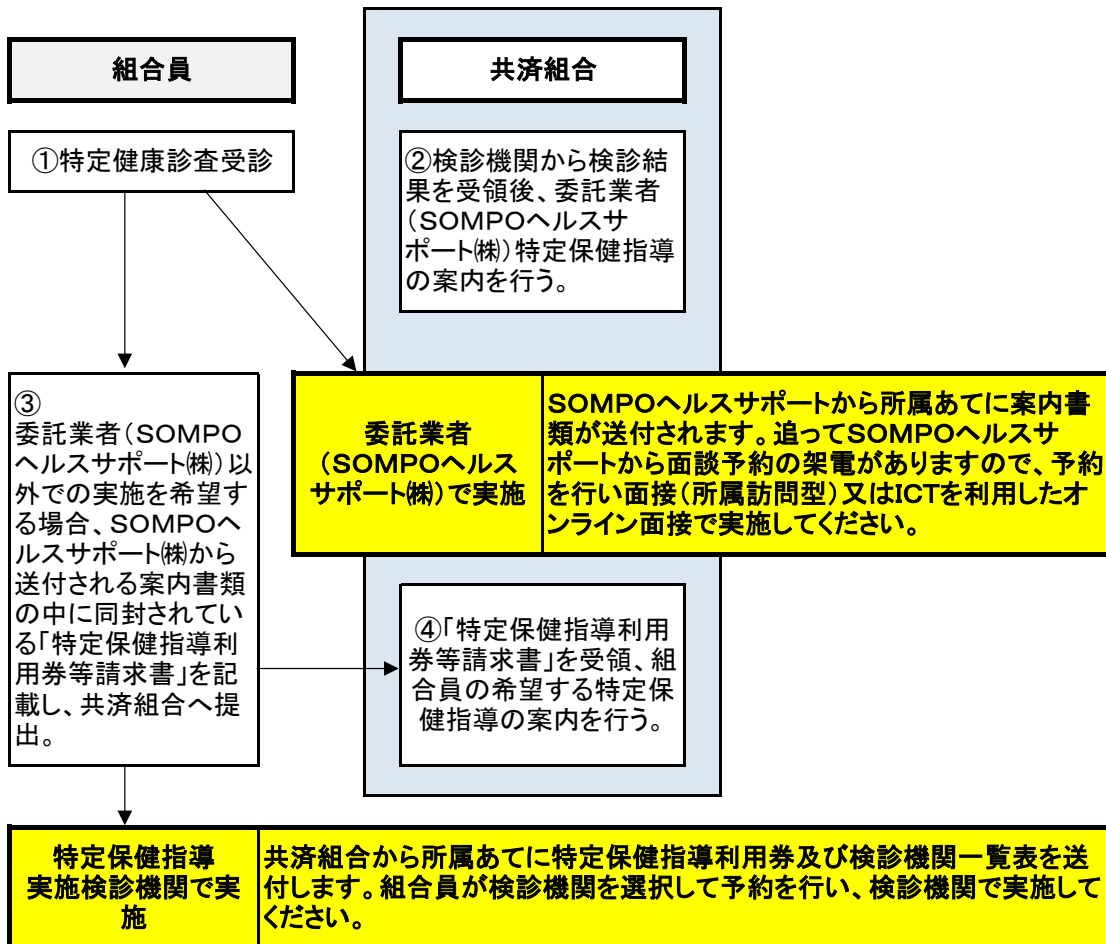 組合員
共済組合
①特定健康診査受診
②検診機関から検診結
果を受領後、委託業者
（SOMPOヘルスサ
ポート㈱）特定保健指導
の案内を行う。
③
委託業者（SOMPO
ヘルスサポート㈱）以
外での実施を希望す
る場合、SOMPOヘ
ルスサポート㈱から
送付される案内書類
の中に同封されてい
る「特定保健指導利
用券等請求書」を記
載し、共済組合へ提
出。
委託業者
（SOMPOヘルス
サポート㈱）で実施
SOMPOヘルスサポートから所属あてに案内書
類が送付されます。追ってSOMPOヘルスサ
ポートから面談予約の架電がありますので、予約
を行い面接（所属訪問型）又はICTを利用したオ
ンライン面接で実施してください。
④「特定保健指導利用
券等請求書」を受領、組
合員の希望する特定保
健指導の案内を行う。
特定保健指導
実施検診機関で実
施
共済組合から所属あてに特定保健指導利用券及び検診機関一覧表を送
付します。組合員が検診機関を選択して予約を行い、検診機関で実施して
ください。